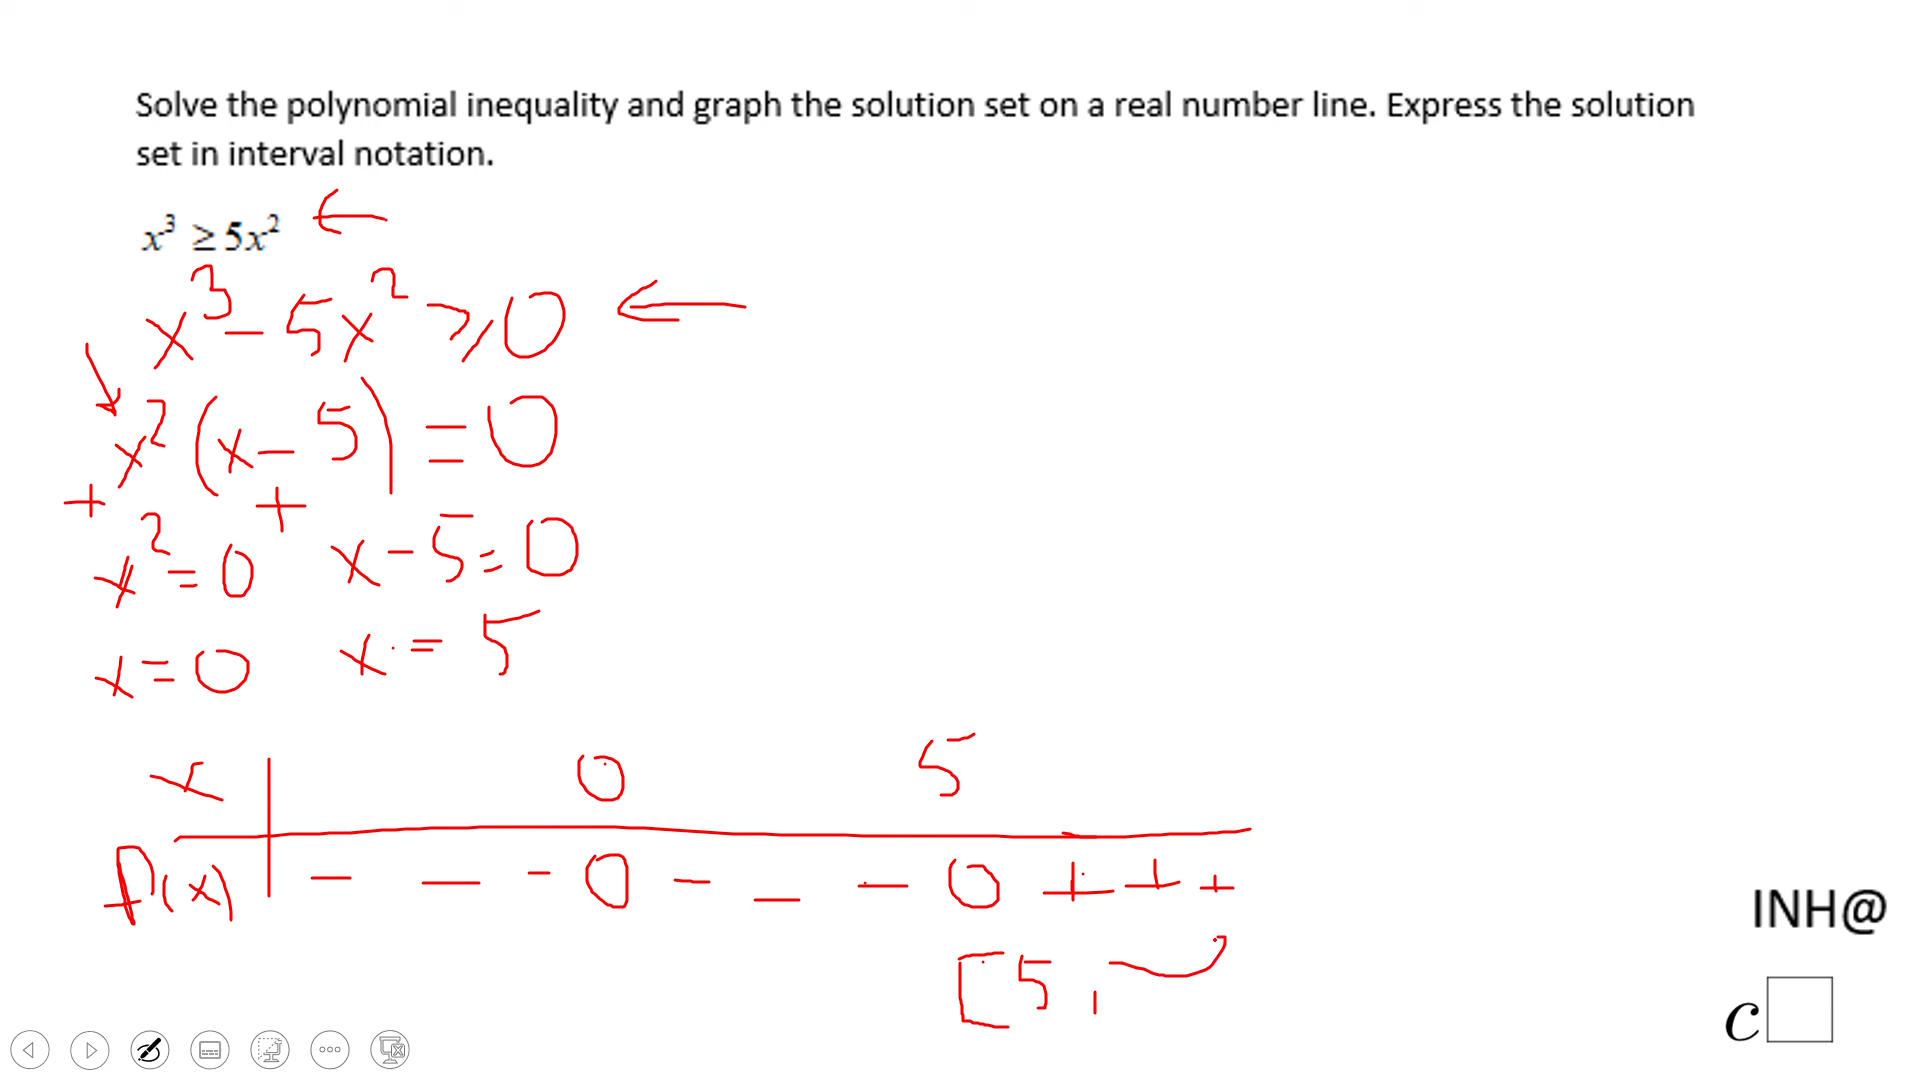 Solve the polynomial inequality and graph the solution set on a real number line. Express the solution
set in interval notation.
x³ ≥ 5x²
x³ - 5x² ≥ 0
x² (x - 5) = 0
+ +
x² = 0 x - 5 = 0
x = 0 x = 5
x 0 5
f(x) - - - 0 - - - 0 + + +
INH@
[5,
c